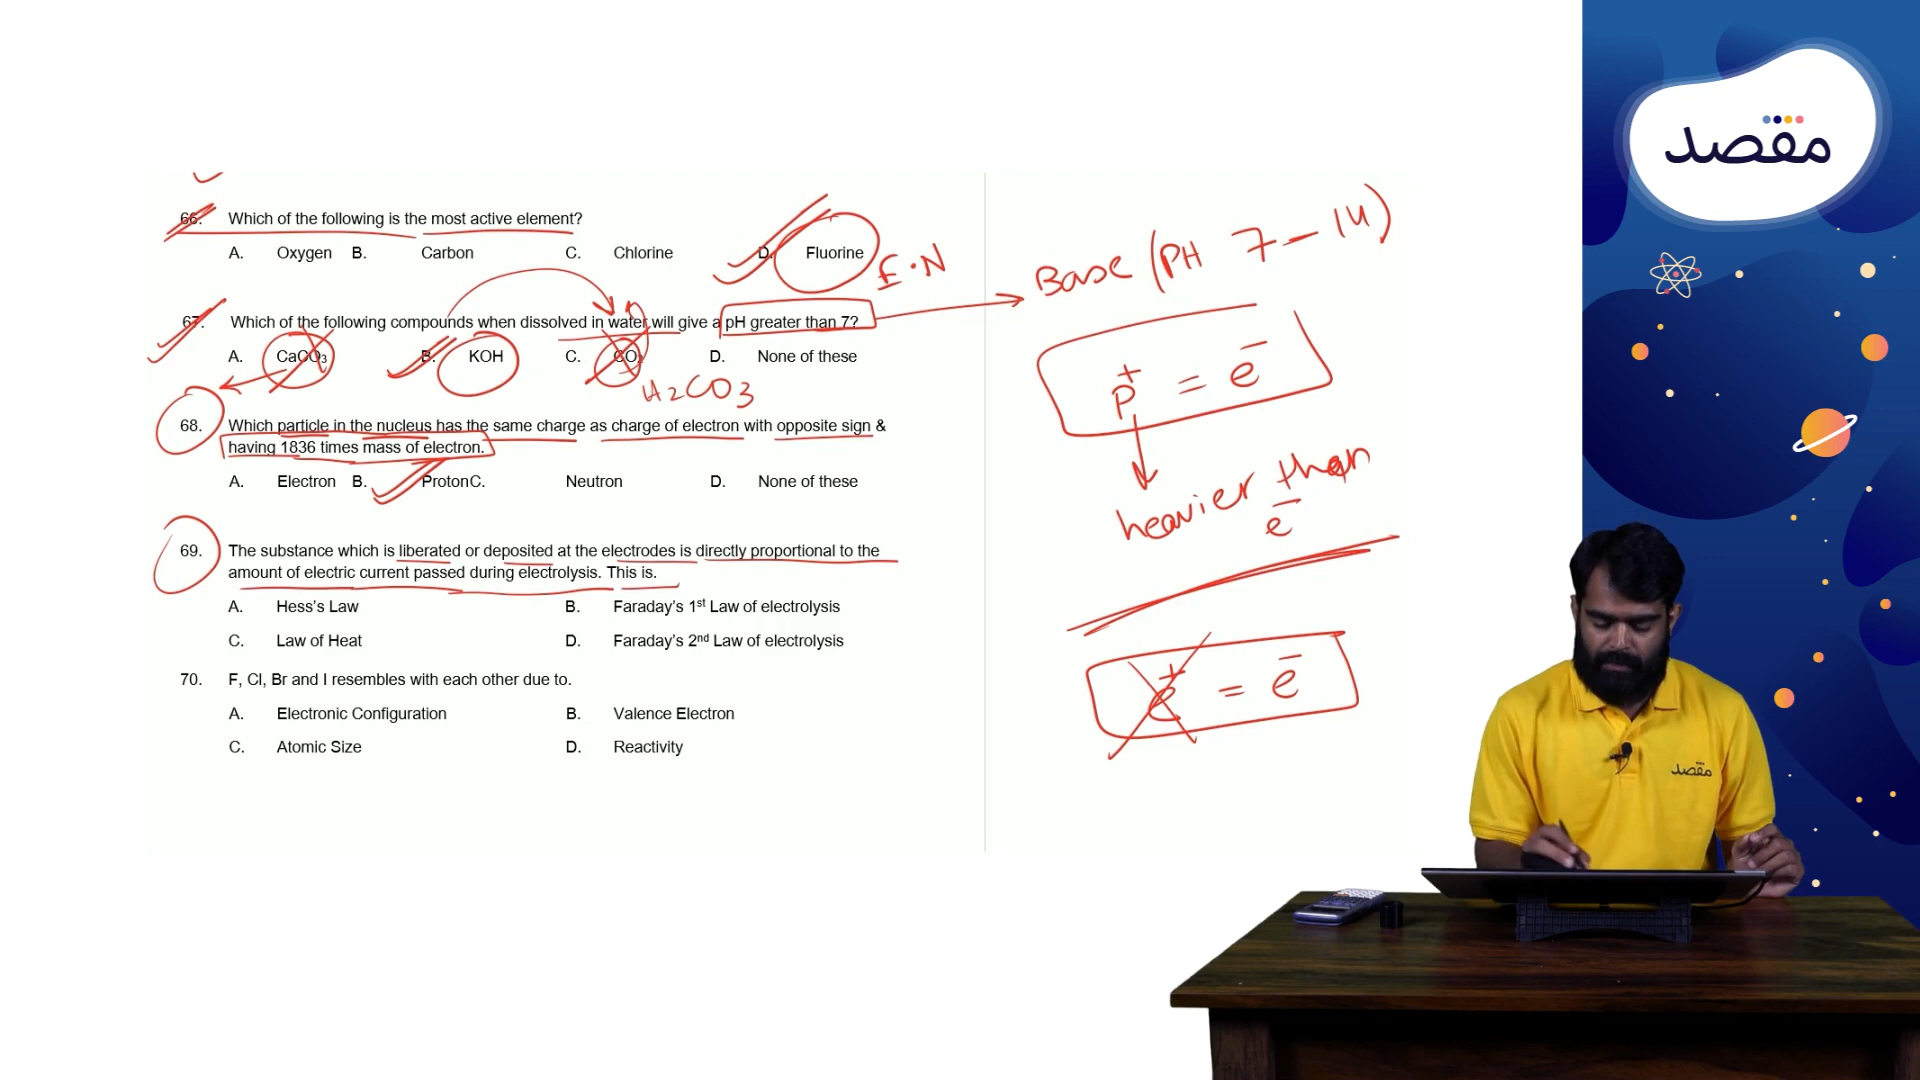 مقصد
66. Which of the following is the most active element?
A. Oxygen B. Carbon C. Chlorine D. Fluorine
E.N
Base (PH 7-14)
67. Which of the following compounds when dissolved in water will give a pH greater than 7?
A. CaCO₃ B. KOH C. CO₂ D. None of these
H₂CO₃
p⁺ = e⁻
68. Which particle in the nucleus has the same charge as charge of electron with opposite sign &
having 1836 times mass of electron.
A. Electron B. Proton C. Neutron D. None of these
heavier than
e⁻
69. The substance which is liberated or deposited at the electrodes is directly proportional to the
amount of electric current passed during electrolysis. This is.
A. Hess's Law B. Faraday's 1st Law of electrolysis
C. Law of Heat D. Faraday's 2nd Law of electrolysis
e⁺ = e⁻
70. F, Cl, Br and I resembles with each other due to.
A. Electronic Configuration B. Valence Electron
C. Atomic Size D. Reactivity
مقصد